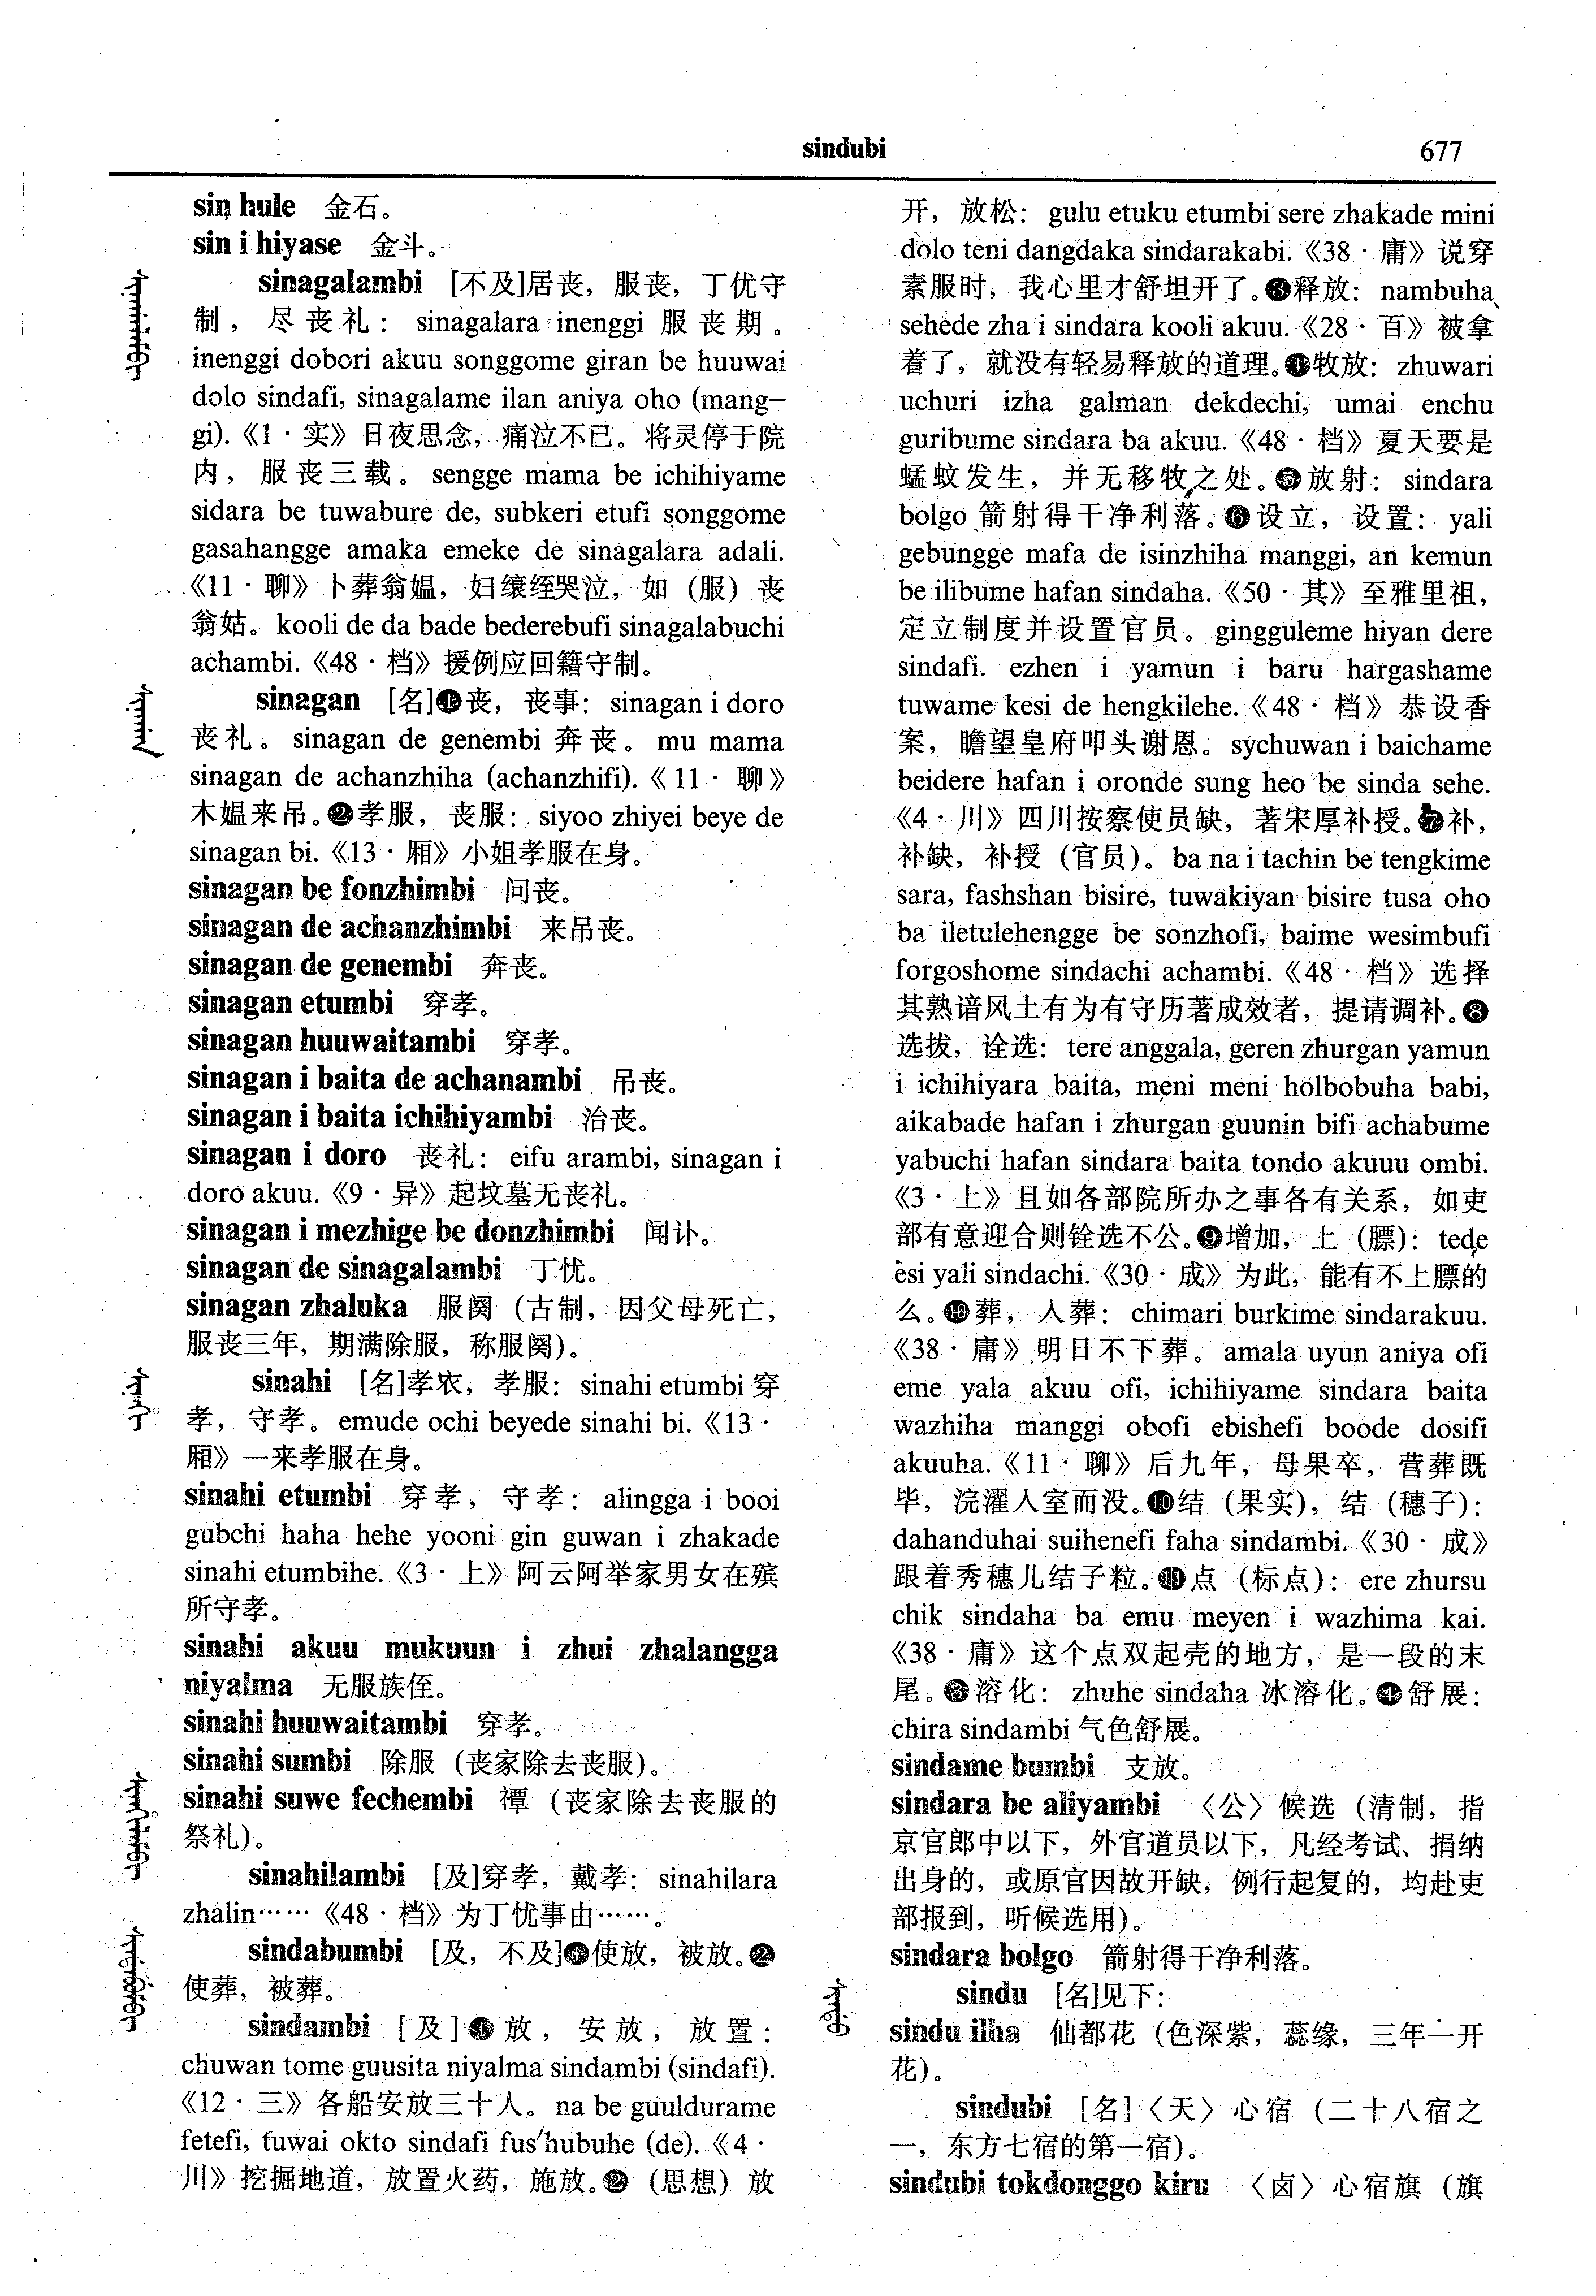 sindubi
677
sin hule 金石。
sin i hiyase 金斗。
sinagalambi [不及]居丧，服丧，丁优守
制，尽丧礼：sinagalara inenggi 服丧期。
inenggi dobori akuu songgome giran be huuwai
dolo sindafi, sinagalame ilan aniya oho (mang-
gi).《1·实》日夜思念，痛泣不已。将灵停于院
内，服丧三载。sengge mama be ichihiyame
sidara be tuwabure de, subkeri etufi songgome
gasahangge amaka emeke de sinagalara adali.
《11·聊》卜葬翁媪，妇缞绖哭泣，如（服）丧
翁姑。kooli de da bade bederebufi sinagalabuchi
achambi.《48·档》援例应回籍守制。
sinagan [名]❶丧，丧事：sinagan i doro
丧礼。sinagan de genembi 奔丧。mu mama
sinagan de achanzhiha (achanzhifi).《11·聊》
木媪来吊。❷孝服，丧服：siyoo zhiyei beye de
sinagan bi.《13·厢》小姐孝服在身。
sinagan be fonzhimbi 问丧。
sinagan de achanzhimbi 来吊丧。
sinagan de genembi 奔丧。
sinagan etumbi 穿孝。
sinagan huuwaitambi 穿孝。
sinagan i baita de achanambi 吊丧。
sinagan i baita ichihiyambi 治丧。
sinagan i doro 丧礼：eifu arambi, sinagan i
doro akuu.《9·异》起坟墓无丧礼。
sinagan i mezhige be donzhimbi 闻讣。
sinagan de sinagalambi 丁忧。
sinagan zhaluka 服阕（古制，因父母死亡，
服丧三年，期满除服，称服阕）。
sinahi [名]孝衣，孝服：sinahi etumbi 穿
孝，守孝。emude ochi beyede sinahi bi.《13·
厢》一来孝服在身。
sinahi etumbi 穿孝，守孝：alingga i booi
gubchi haha hehe yooni gin guwan i zhakade
sinahi etumbihe.《3·上》阿云阿举家男女在殡
所守孝。
sinahi akuu mukuun i zhui zhalangga
niyalma 无服族侄。
sinahi huuwaitambi 穿孝。
sinahi sumbi 除服（丧家除去丧服）。
sinahi suwe fechembi 禫（丧家除去丧服的
祭礼）。
sinahilambi [及]穿孝，戴孝：sinahilara
zhalin……《48·档》为丁忧事由……。
sindabumbi [及，不及]❶使放，被放。❷
使葬，被葬。
sindambi [及]❶放，安放，放置：
chuwan tome guusita niyalma sindambi (sindafi).
《12·三》各船安放三十人。na be guuldurame
fetefi, tuwai okto sindafi fus'hubuhe (de).《4·
川》挖掘地道，放置火药，施放。❷（思想）放
开，放松：gulu etuku etumbi sere zhakade mini
dolo teni dangdaka sindarakabi.《38·庸》说穿
素服时，我心里才舒坦开了。❸释放：nambuha
sehede zha i sindara kooli akuu.《28·百》被拿
着了，就没有轻易释放的道理。❹牧放：zhuwari
uchuri izha galman dekdechi, umai enchu
guribume sindara ba akuu.《48·档》夏天要是
蜢蚊发生，并无移牧之处。❺放射：sindara
bolgo 箭射得干净利落。❻设立，设置：yali
gebungge mafa de isinzhiha manggi, an kemun
be ilibume hafan sindaha.《50·其》至雅里祖，
定立制度并设置官员。gingguleme hiyan dere
sindafi. ezhen i yamun i baru hargashame
tuwame kesi de hengkilehe.《48·档》恭设香
案，瞻望皇府叩头谢恩。sychuwan i baichame
beidere hafan i oronde sung heo be sinda sehe.
《4·川》四川按察使员缺，著宋厚补授。❼补，
补缺，补授（官员）。ba na i tachin be tengkime
sara, fashshan bisire, tuwakiyan bisire tusa oho
ba iletulehengge be sonzhofi, baime wesimbufi
forgoshome sindachi achambi.《48·档》选择
其熟谙风土有为有守历著成效者，提请调补。❽
选拔，诠选：tere anggala, geren zhurgan yamun
i ichihiyara baita, meni meni holbobuha babi,
aikabade hafan i zhurgan guunin bifi achabume
yabuchi hafan sindara baita tondo akuuu ombi.
《3·上》且如各部院所办之事各有关系，如吏
部有意迎合则铨选不公。❾增加，上（膘）：tede
esi yali sindachi.《30·成》为此，能有不上膘的
么。❿葬，人葬：chimari burkime sindarakuu.
《38·庸》明日不下葬。amala uyun aniya ofi
eme yala akuu ofi, ichihiyame sindara baita
wazhiha manggi obofi ebishefi boode dosifi
akuuha.《11·聊》后九年，母果卒，营葬既
毕，浣濯人室而没。⓫结（果实），结（穗子）：
dahanduhai suihenefi faha sindambi.《30·成》
跟着秀穗儿结子粒。⓬点（标点）：ere zhursu
chik sindaha ba emu meyen i wazhima kai.
《38·庸》这个点双起壳的地方，是一段的末
尾。⓭溶化：zhuhe sindaha 冰溶化。⓮舒展：
chira sindambi 气色舒展。
sindame bumbi 支放。
sindara be aliyambi 〈公〉候选（清制，指
京官郎中以下，外官道员以下，凡经考试、捐纳
出身的，或原官因故开缺，例行起复的，均赴吏
部报到，听候选用）。
sindara bolgo 箭射得干净利落。
sindu [名]见下：
sindu ilha 仙都花（色深紫，蕊缘，三年一开
花）。
sindubi [名]〈天〉心宿（二十八宿之
一，东方七宿的第一宿）。
sindubi tokdonggo kiru 〈卤〉心宿旗（旗